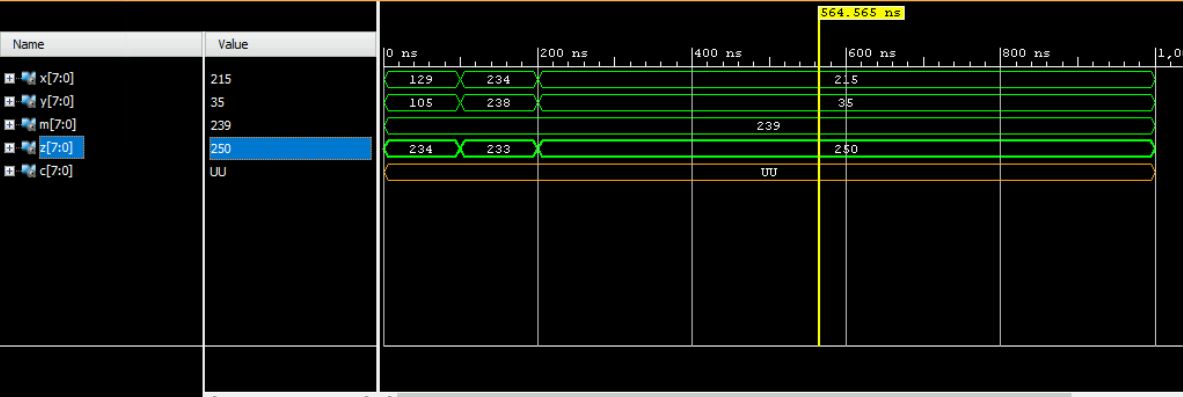 564.565 ns
Name Value
0 ns 200 ns 400 ns 600 ns 800 ns 1,0
x[7:0] 215 129 234 215
y[7:0] 35 105 238 35
m[7:0] 239 239
z[7:0] 250 234 233 250
c[7:0] UU UU